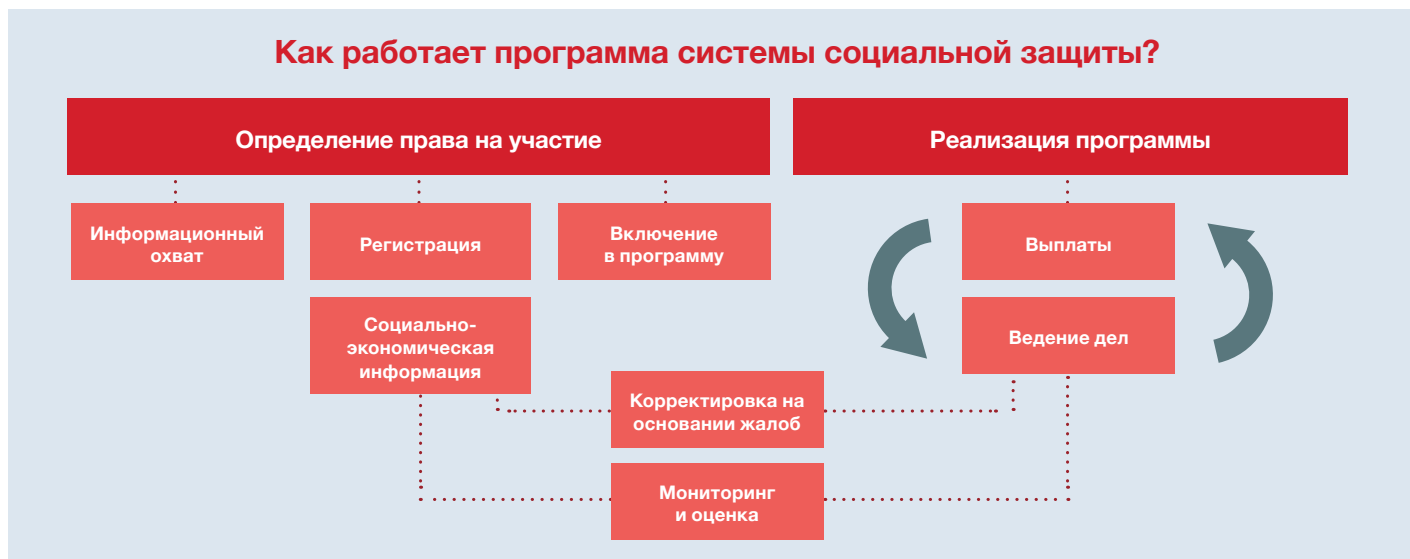 Как работает программа системы социальной защиты?
Определение права на участие
Реализация программы
Информационный
охват
Регистрация
Включение
в программу
Выплаты
Социально-
экономическая
информация
Ведение дел
Корректировка на
основании жалоб
Мониторинг
и оценка